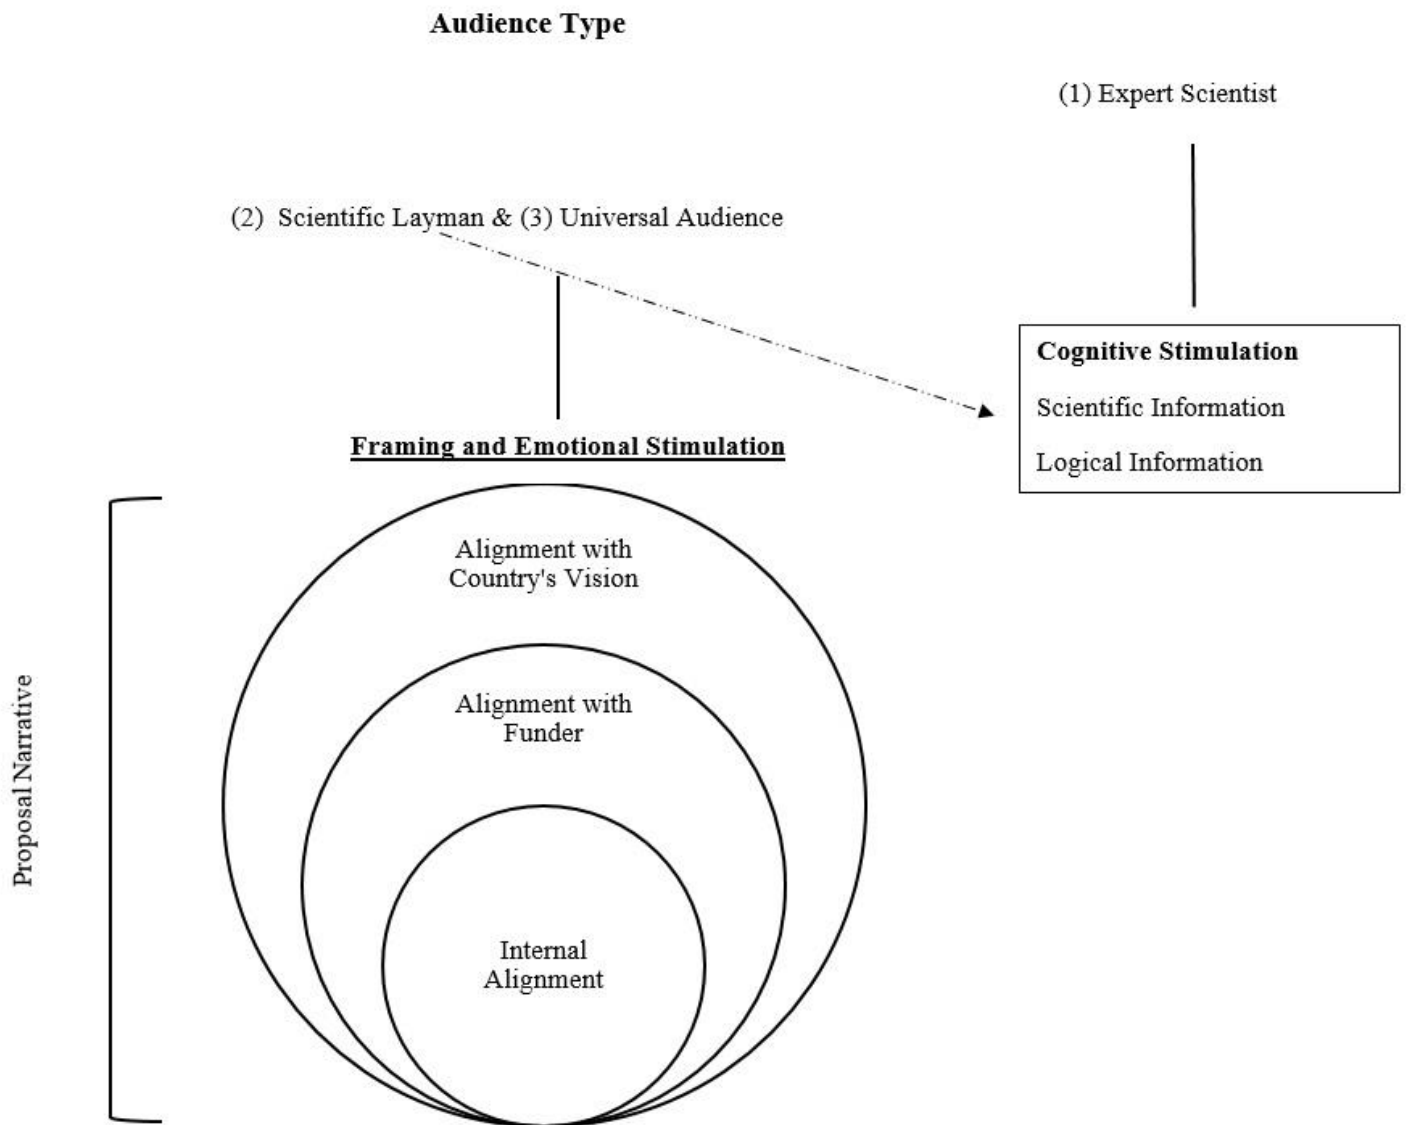 Audience Type
(1) Expert Scientist
(2) Scientific Layman & (3) Universal Audience
Cognitive Stimulation
Scientific Information
Logical Information
Framing and Emotional Stimulation
Alignment with
Country's Vision
Alignment with
Funder
Internal
Alignment
Proposal Narrative